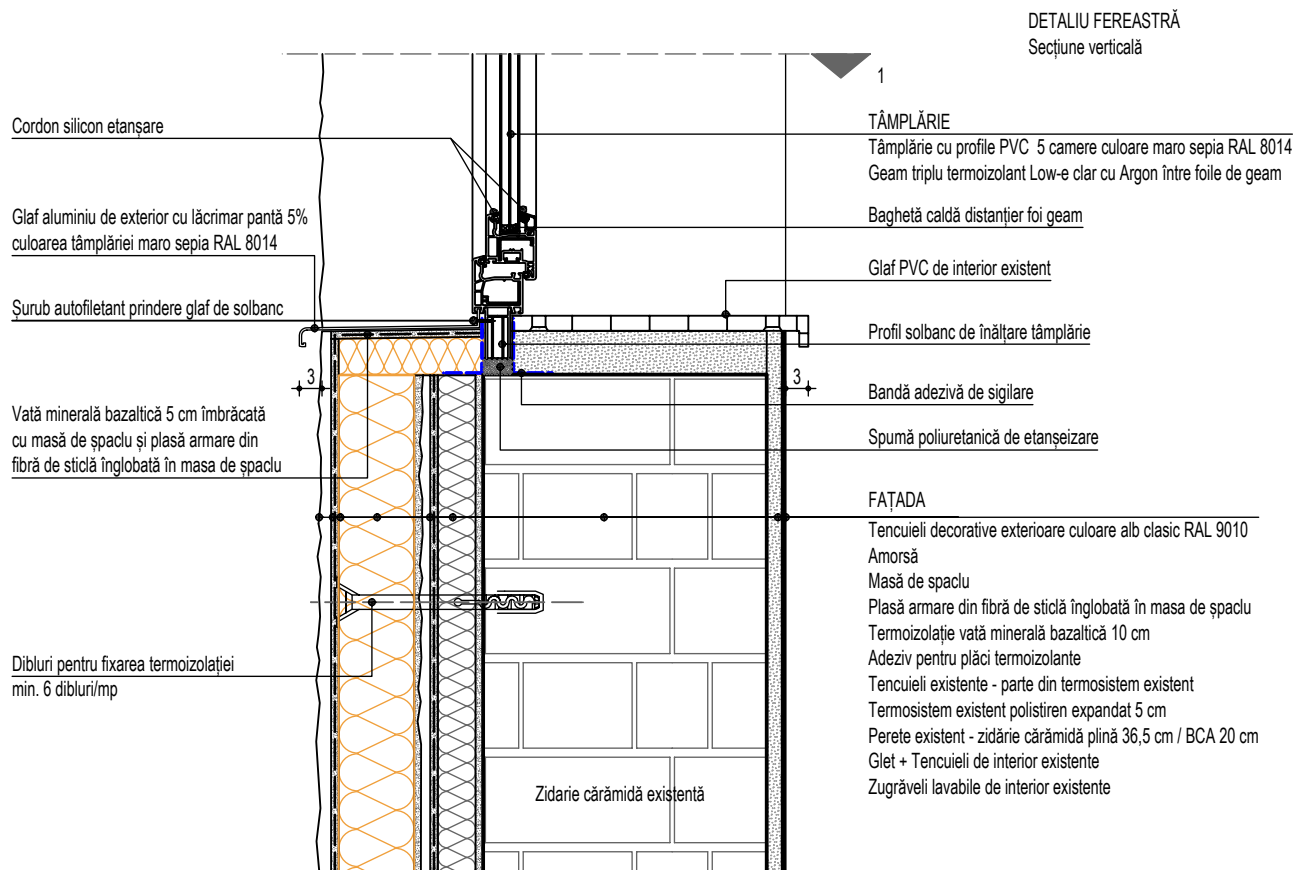 DETALIU FEREASTRĂ
Secțiune verticală
1
Cordon silicon etanșare
Glaf aluminiu de exterior cu lăcrimar pantă 5%
culoarea tâmplăriei maro sepia RAL 8014
Șurub autofiletant prindere glaf de solbanc
3
Vată minerală bazaltică 5 cm îmbrăcată
cu masă de șpaclu și plasă armare din
fibră de sticlă înglobată în masa de șpaclu
Dibluri pentru fixarea termoizolației
min. 6 dibluri/mp
Zidarie cărămidă existentă
3
TÂMPLĂRIE
Tâmplărie cu profile PVC 5 camere culoare maro sepia RAL 8014
Geam triplu termoizolant Low-e clar cu Argon între foile de geam
Baghetă caldă distanțier foi geam
Glaf PVC de interior existent
Profil solbanc de înălțare tâmplărie
Bandă adezivă de sigilare
Spumă poliuretanică de etanșeizare
FAȚADA
Tencuieli decorative exterioare culoare alb clasic RAL 9010
Amorsă
Masă de spaclu
Plasă armare din fibră de sticlă înglobată în masa de șpaclu
Termoizolație vată minerală bazaltică 10 cm
Adeziv pentru plăci termoizolante
Tencuieli existente - parte din termosistem existent
Termosistem existent polistiren expandat 5 cm
Perete existent - zidărie cărămidă plină 36,5 cm / BCA 20 cm
Glet + Tencuieli de interior existente
Zugrăveli lavabile de interior existente